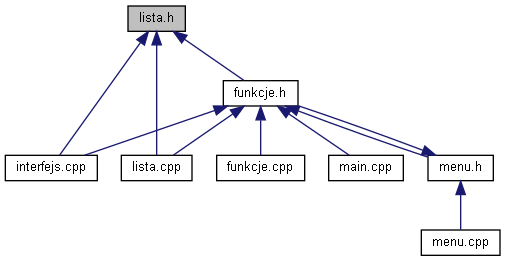 lista.h
funkcje.h
interfejs.cpp
lista.cpp
funkcje.cpp
main.cpp
menu.h
menu.cpp